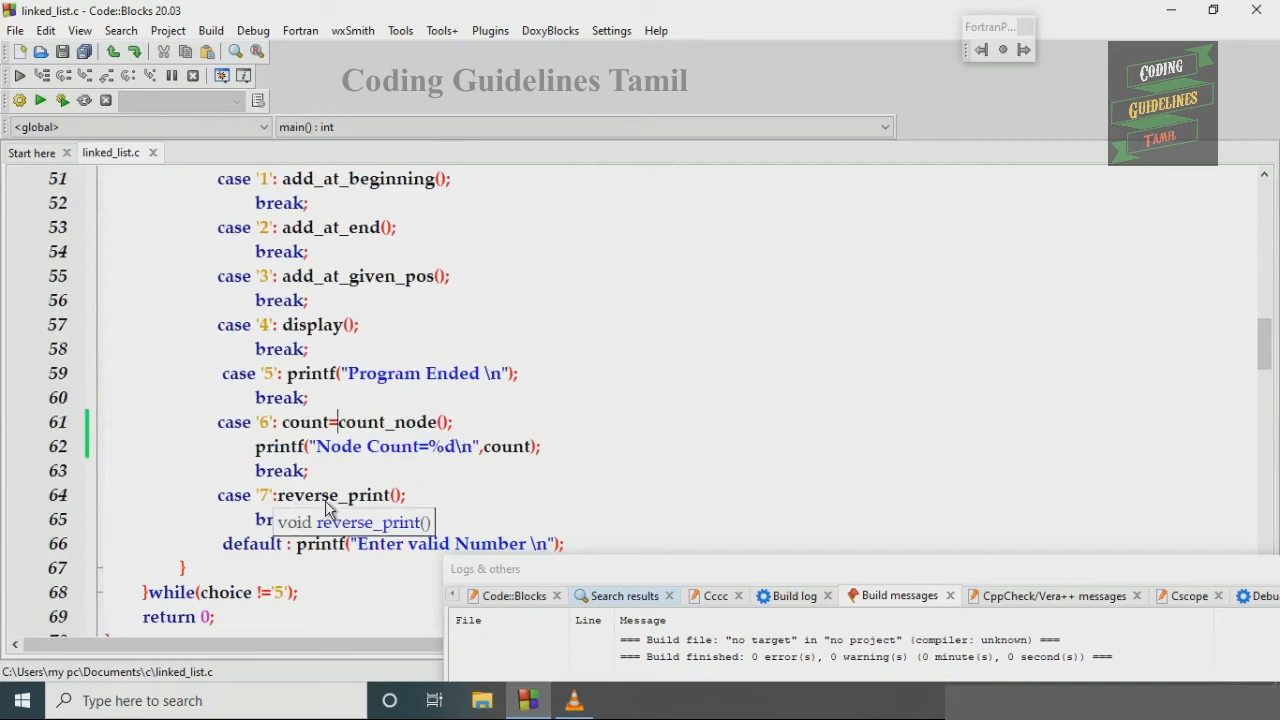 linked_list.c - Code::Blocks 20.03
File Edit View Search Project Build Debug Fortran wxSmith Tools Tools+ Plugins DoxyBlocks Settings Help
FortranP...
Coding Guidelines Tamil
CODING
GUIDELINES
TAMIL
<global> main() : int
Start here linked_list.c
51 case '1': add_at_beginning();
52 break;
53 case '2': add_at_end();
54 break;
55 case '3': add_at_given_pos();
56 break;
57 case '4': display();
58 break;
59 case '5': printf("Program Ended \n");
60 break;
61 case '6': count=count_node();
62 printf("Node Count=%d\n",count);
63 break;
64 case '7':reverse_print();
65 br
void reverse_print()
66 default : printf("Enter valid Number \n");
67 }
68 }while(choice !='5');
69 return 0;
Logs & others
Code::Blocks Search results Cccc Build log Build messages CppCheck/Vera++ messages Cscope Debu
File Line Message
=== Build file: "no target" in "no project" (compiler: unknown) ===
=== Build finished: 0 error(s), 0 warning(s) (0 minute(s), 0 second(s)) ===
C:\Users\my pc\Documents\c\linked_list.c
Type here to search